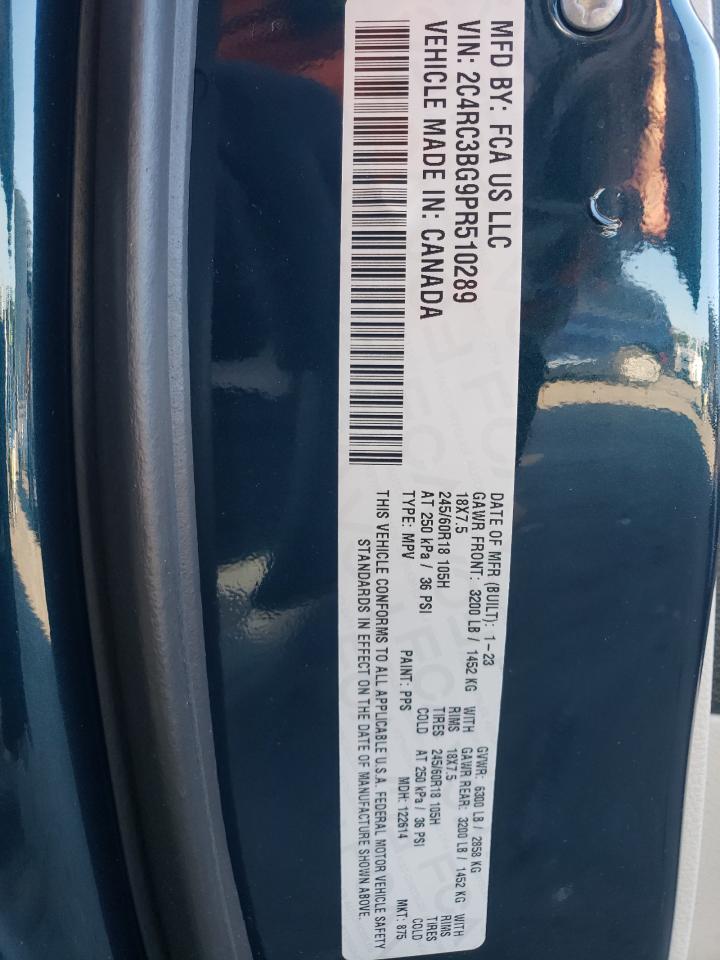 MFD BY: FCA US LLC
VIN: 2C4RC3BG9PR510289
VEHICLE MADE IN: CANADA
DATE OF MFR (BUILT): 1-23 GVWR: 6300 LB / 2858 KG
GAWR FRONT: 3200 LB / 1452 KG WITH GAWR REAR: 3200 LB / 1452 KG WITH
18X7.5 RIMS 18X7.5 RIMS
245/60R18 105H TIRES 245/60R18 105H TIRES
AT 250 kPa / 36 PSI COLD AT 250 kPa / 36 PSI COLD
TYPE: MPV PAINT: PPS MDH: 122614 MKT: 875
THIS VEHICLE CONFORMS TO ALL APPLICABLE U.S.A. FEDERAL MOTOR VEHICLE SAFETY
STANDARDS IN EFFECT ON THE DATE OF MANUFACTURE SHOWN ABOVE.